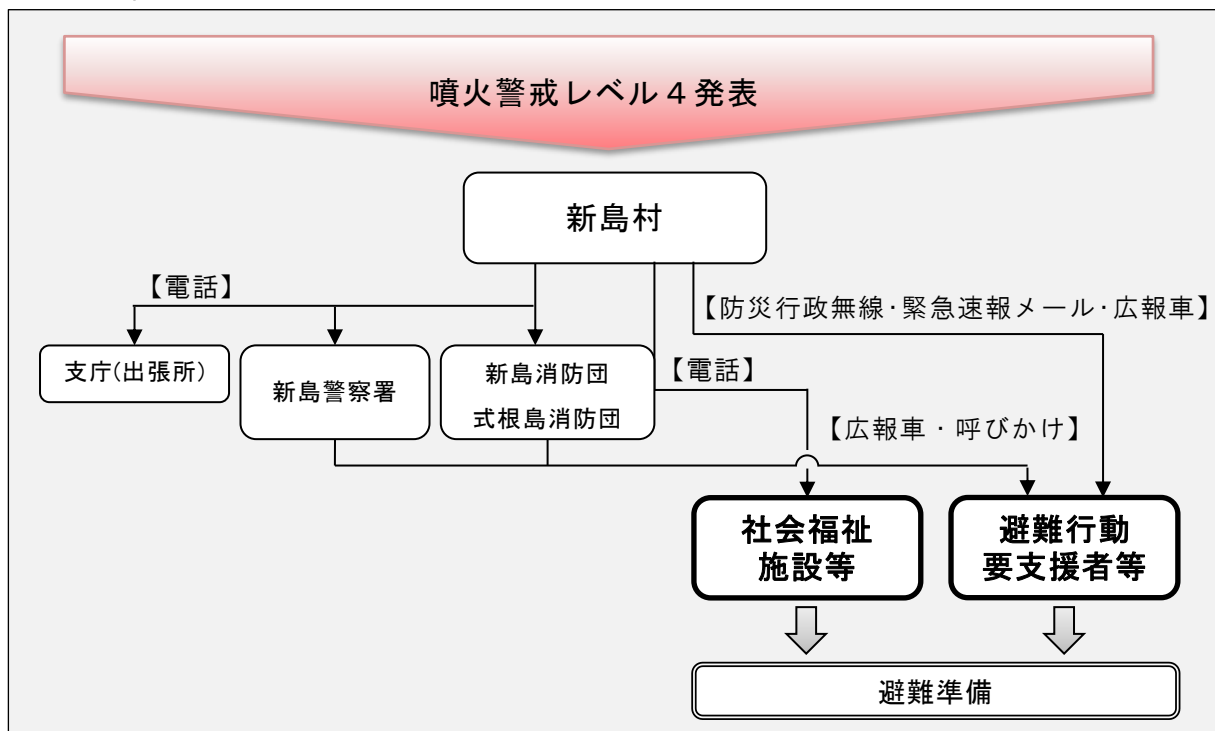 噴火警戒レベル４発表
新島村
【電話】
【防災行政無線･緊急速報メール･広報車】
支庁(出張所)
新島警察署
新島消防団
式根島消防団
【電話】
【広報車・呼びかけ】
社会福祉
施設等
避難行動
要支援者等
避難準備